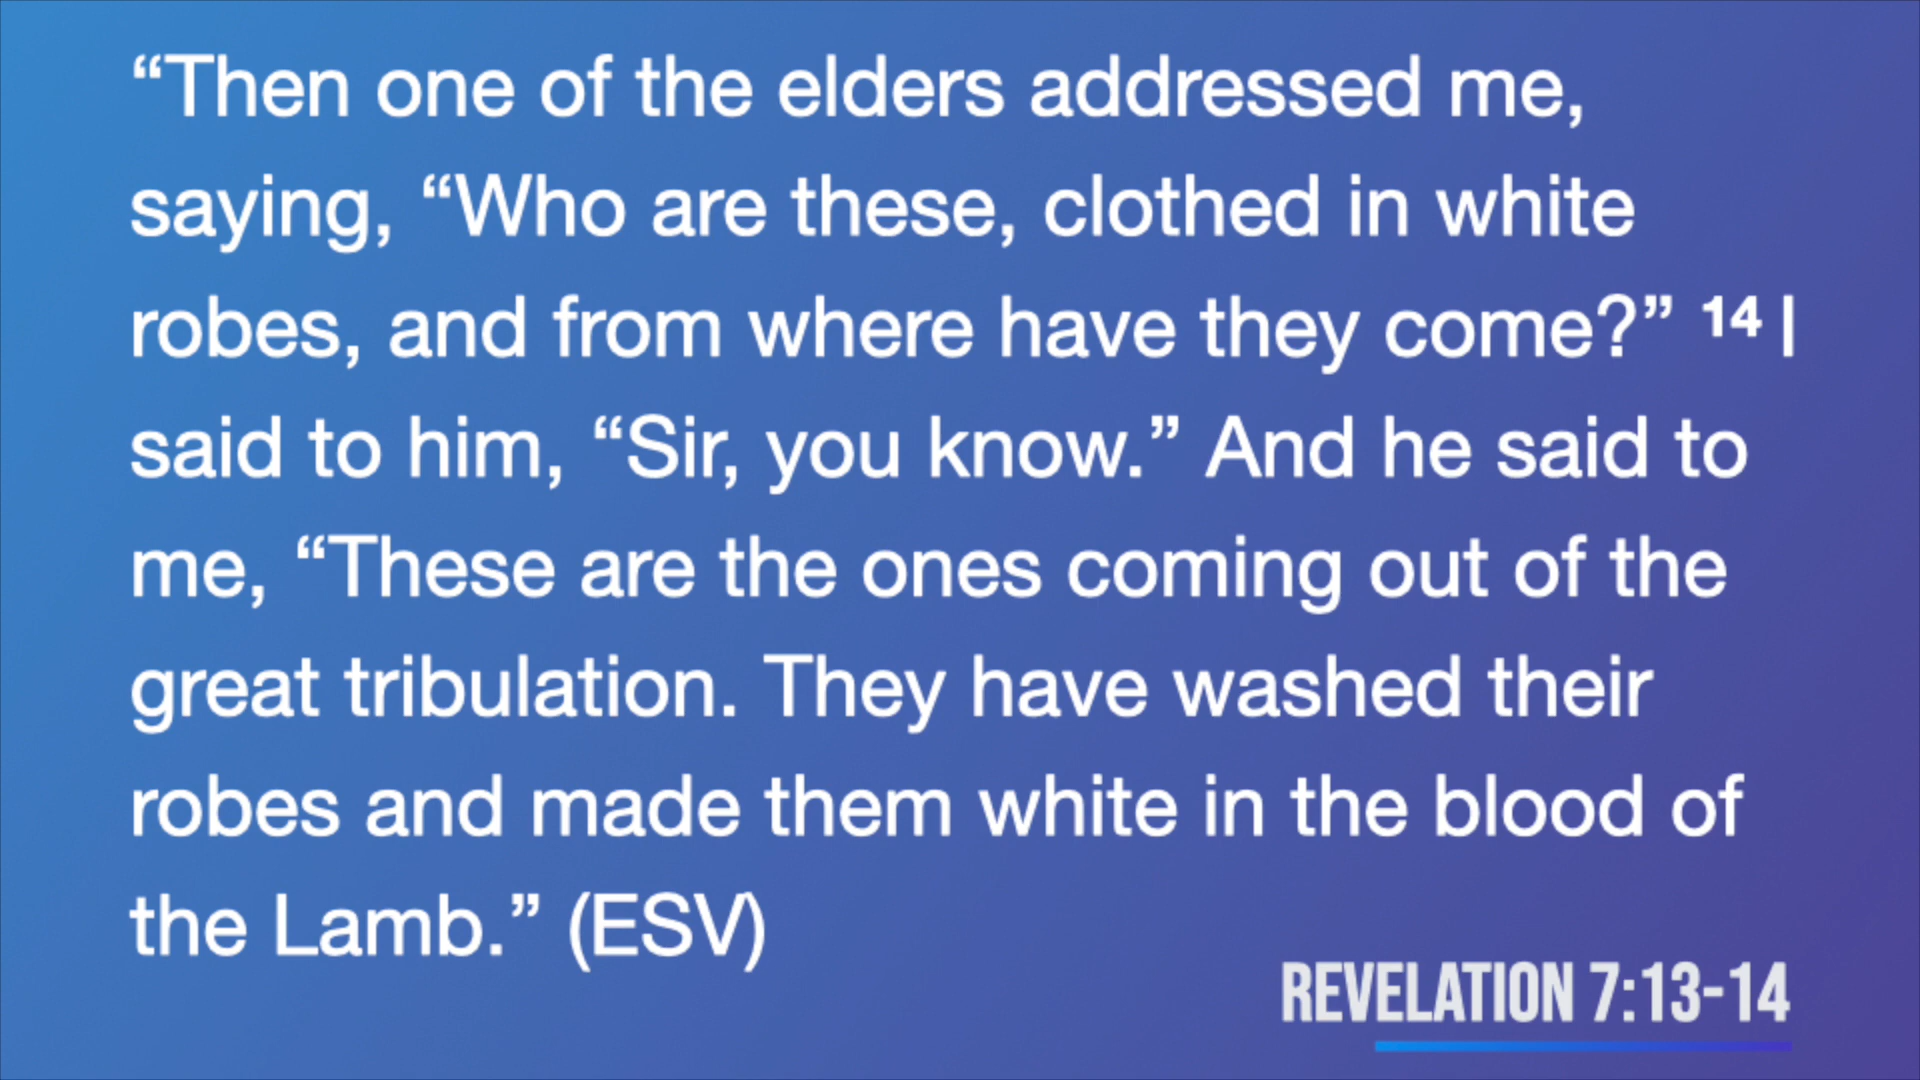 “Then one of the elders addressed me,
saying, “Who are these, clothed in white
robes, and from where have they come?” ¹⁴ I
said to him, “Sir, you know.” And he said to
me, “These are the ones coming out of the
great tribulation. They have washed their
robes and made them white in the blood of
the Lamb.” (ESV)
REVELATION 7:13-14